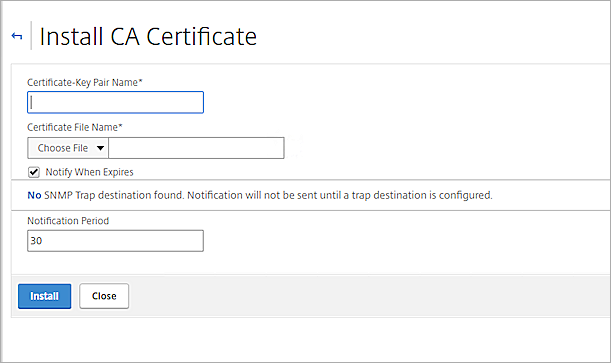 Install CA Certificate
Certificate-Key Pair Name*
Certificate File Name*
Choose File
Notify When Expires
No SNMP Trap destination found. Notification will not be sent until a trap destination is configured.
Notification Period
30
Install Close